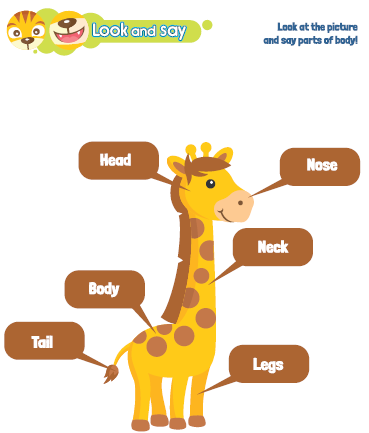 Look and say
Look at the picture
and say parts of body!
Head
Nose
Neck
Body
Tail
Legs